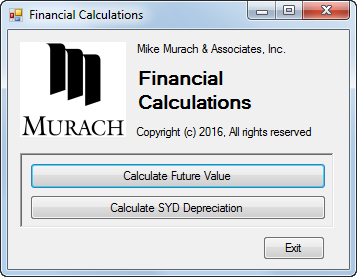 Financial Calculations
Mike Murach & Associates, Inc.
Financial
Calculations
MURACH
Copyright (c) 2016, All rights reserved
Calculate Future Value
Calculate SYD Depreciation
Exit